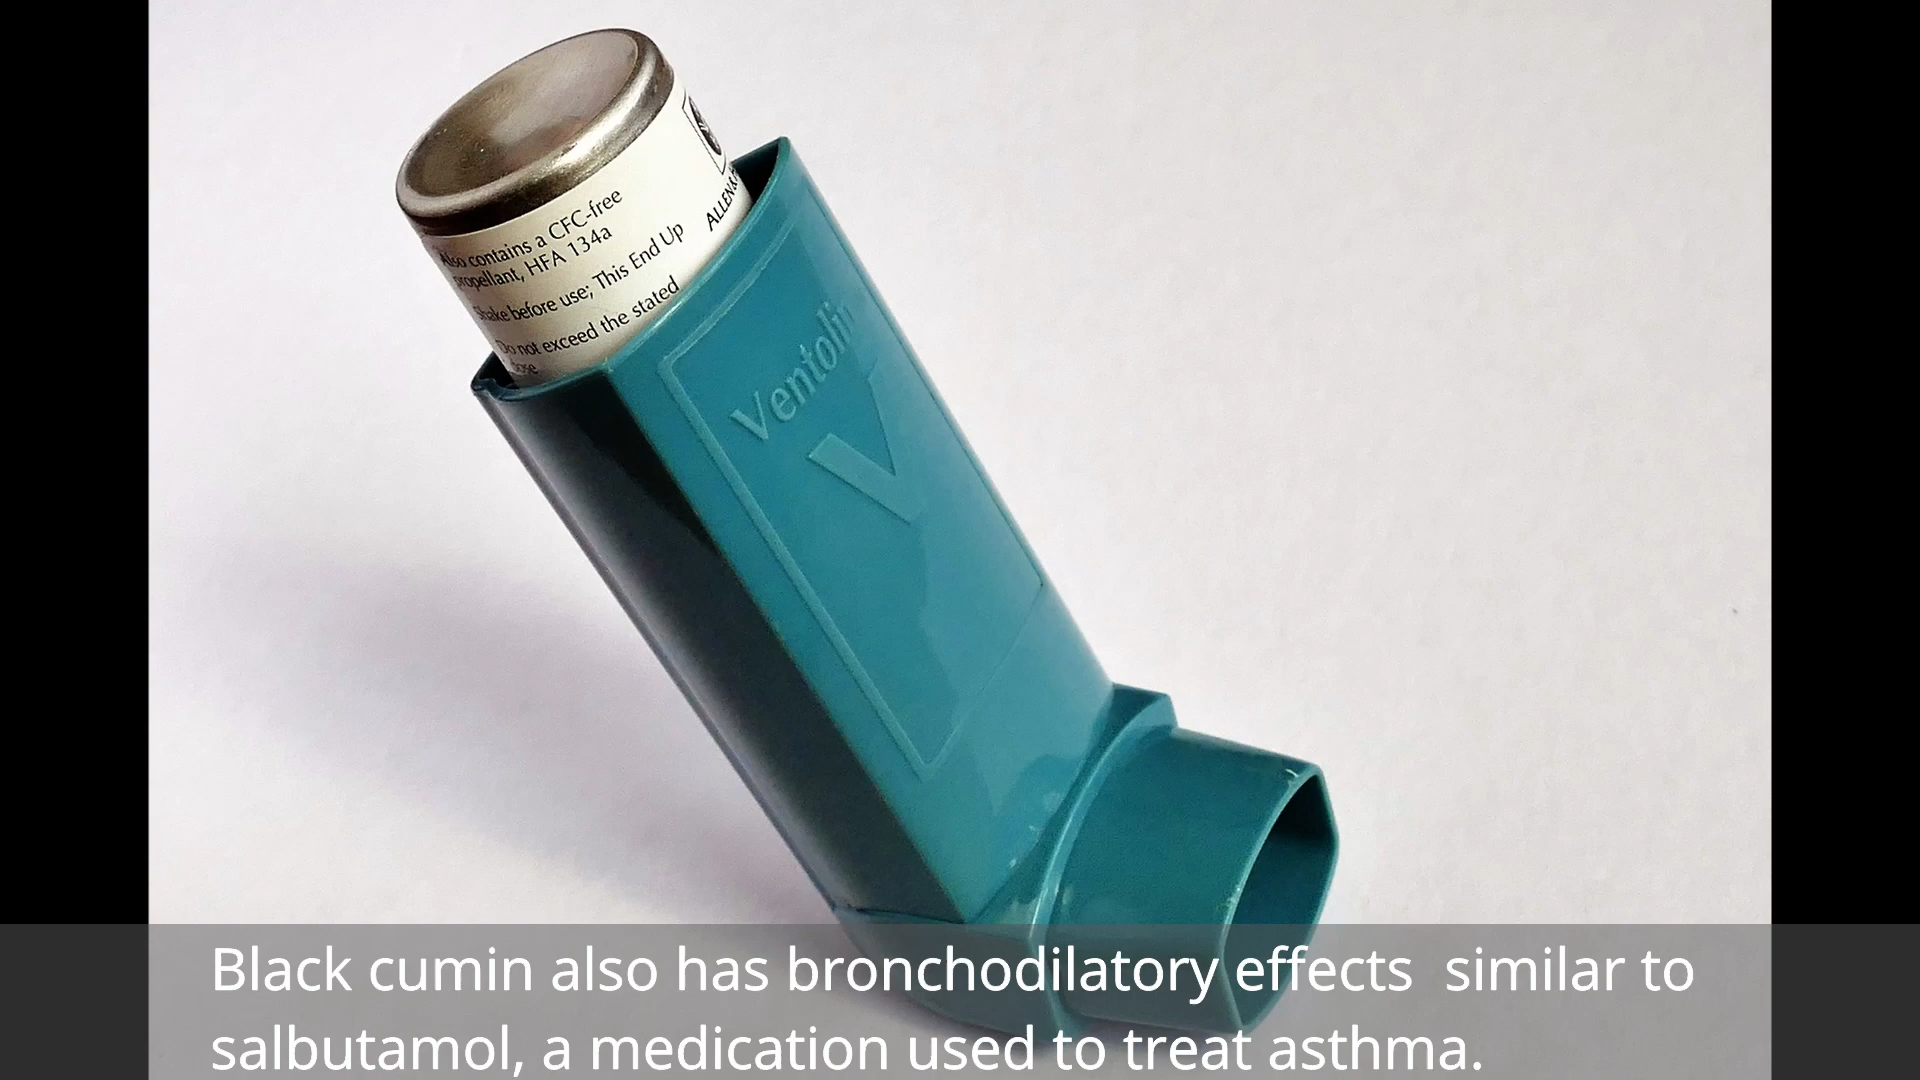 Also contains a CFC-free
propellant, HFA 134a
Shake before use; This End Up
Do not exceed the stated
dose
Ventolin
V
Black cumin also has bronchodilatory effects  similar to
salbutamol, a medication used to treat asthma.